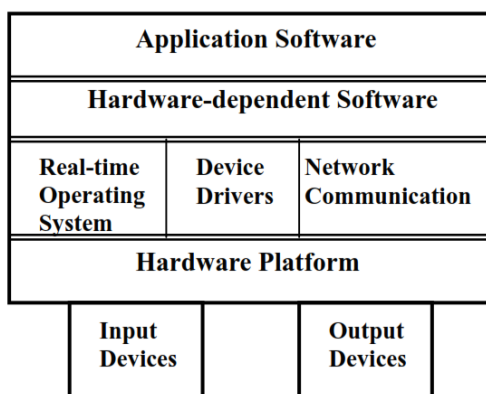 Application Software
Hardware-dependent Software
Real-time
Operating
System
Device
Drivers
Network
Communication
Hardware Platform
Input
Devices
Output
Devices